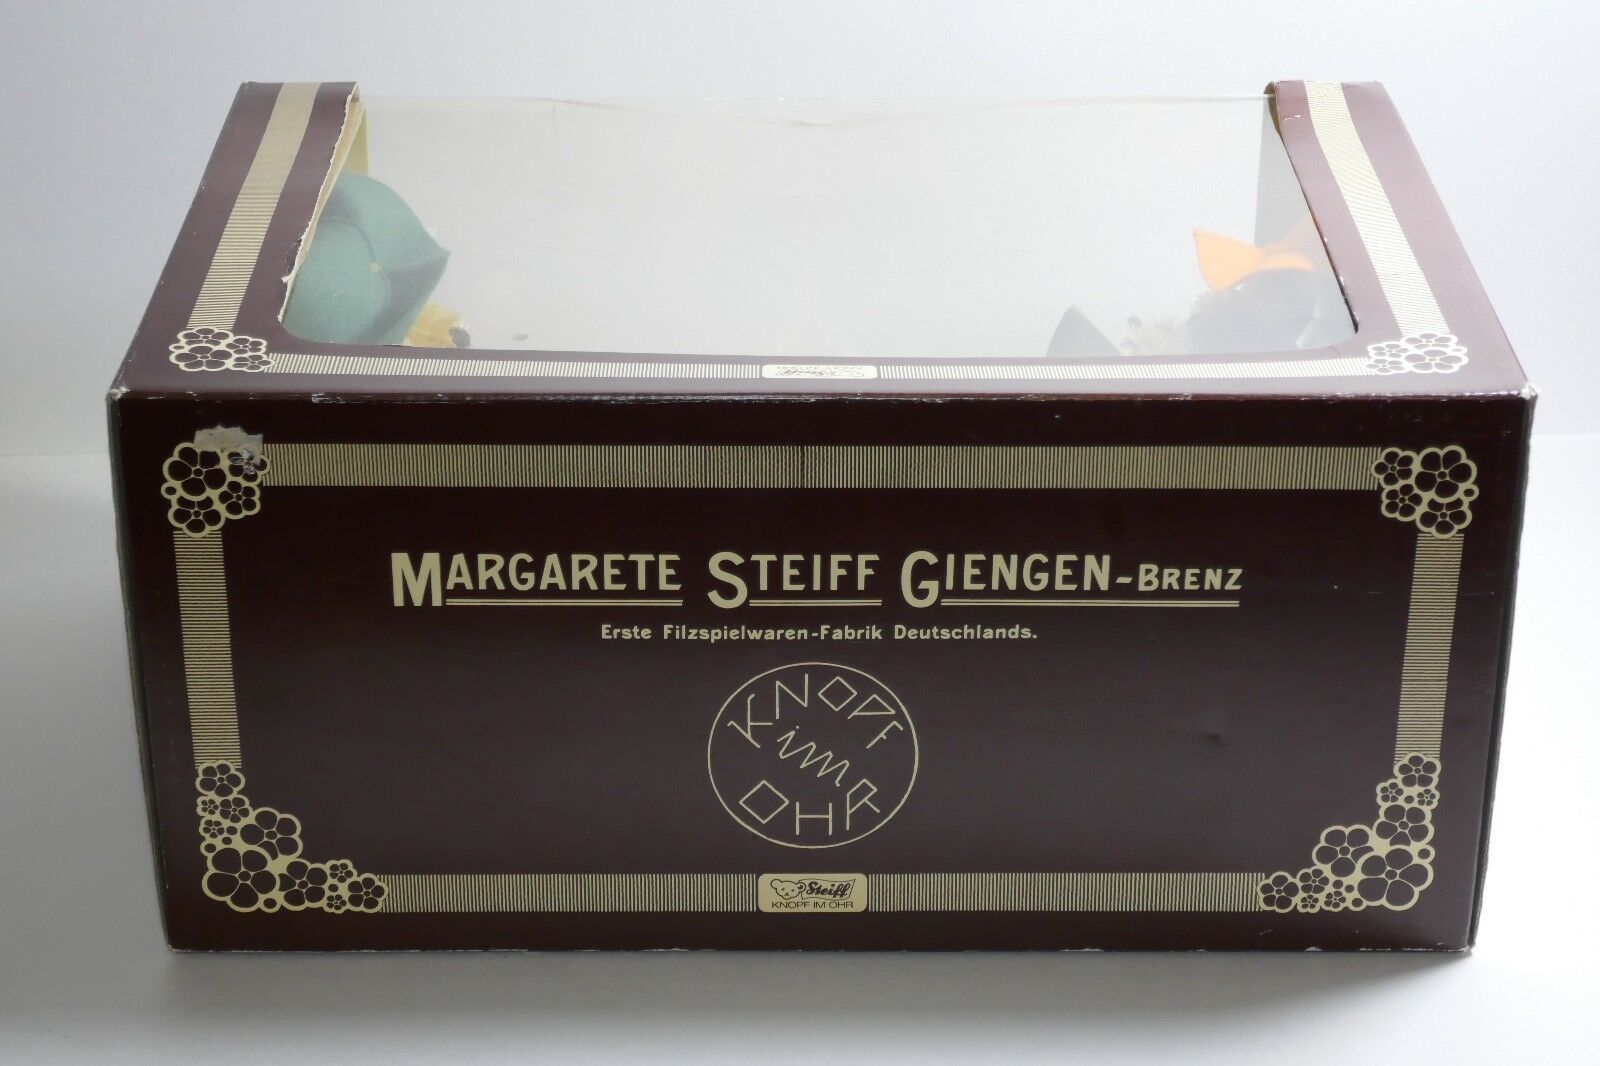 MARGARETE STEIFF GIENGEN-BRENZ
Erste Filzspielwaren-Fabrik Deutschlands.
KNOPF
im
OHR
Steiff
KNOPF IM OHR